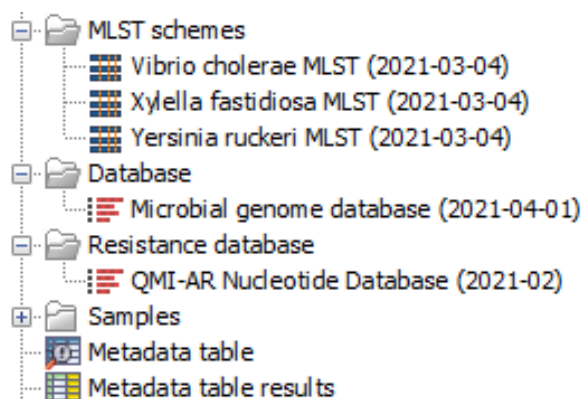 MLST schemes
Vibrio cholerae MLST (2021-03-04)
Xylella fastidiosa MLST (2021-03-04)
Yersinia ruckeri MLST (2021-03-04)
Database
Microbial genome database (2021-04-01)
Resistance database
QMI-AR Nucleotide Database (2021-02)
Samples
Metadata table
Metadata table results